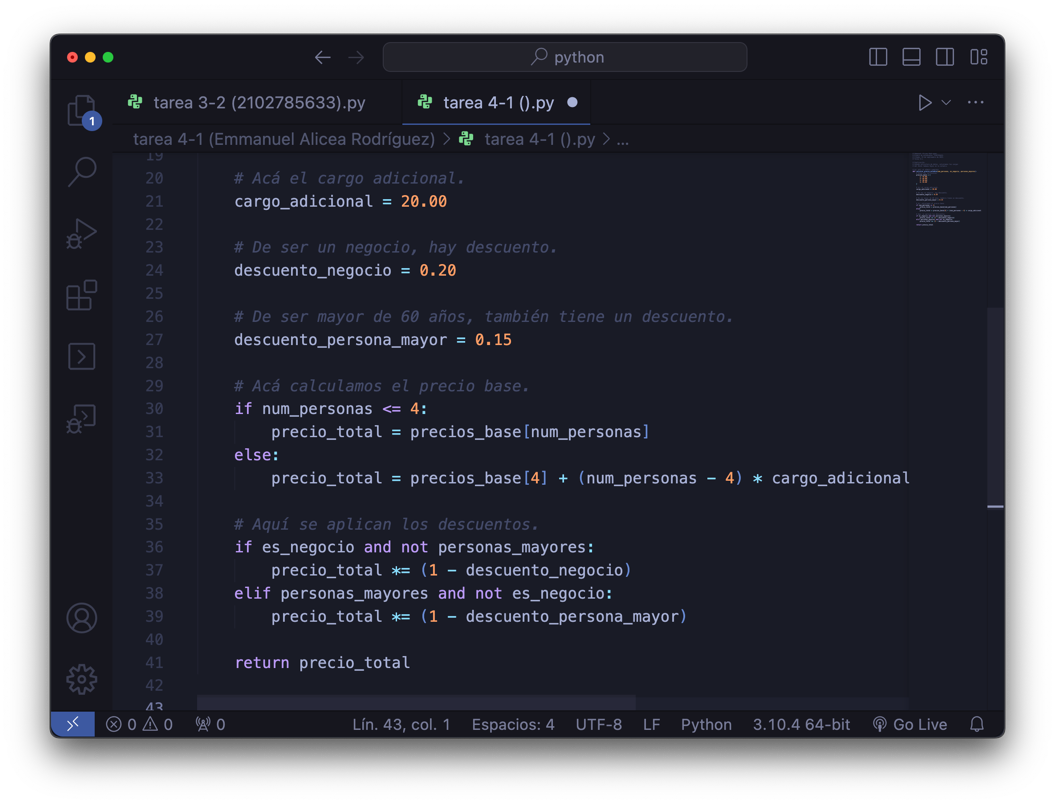 python
tarea 3-2 (2102785633).py
tarea 4-1 ().py
1
tarea 4-1 (Emmanuel Alicea Rodríguez) > tarea 4-1 ().py > ...
19
20 # Acá el cargo adicional.
21 cargo_adicional = 20.00
22
23 # De ser un negocio, hay descuento.
24 descuento_negocio = 0.20
25
26 # De ser mayor de 60 años, también tiene un descuento.
27 descuento_persona_mayor = 0.15
28
29 # Acá calculamos el precio base.
30 if num_personas <= 4:
31 precio_total = precios_base[num_personas]
32 else:
33 precio_total = precios_base[4] + (num_personas - 4) * cargo_adicional
34
35 # Aquí se aplican los descuentos.
36 if es_negocio and not personas_mayores:
37 precio_total *= (1 - descuento_negocio)
38 elif personas_mayores and not es_negocio:
39 precio_total *= (1 - descuento_persona_mayor)
40
41 return precio_total
42
43
0 0 0 Lín. 43, col. 1 Espacios: 4 UTF-8 LF Python 3.10.4 64-bit Go Live